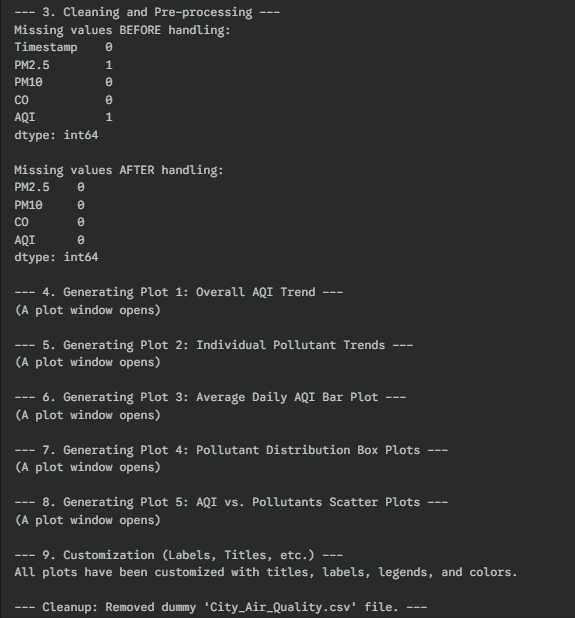 --- 3. Cleaning and Pre-processing ---
Missing values BEFORE handling:
Timestamp    0
PM2.5        1
PM10         0
CO           0
AQI          1
dtype: int64

Missing values AFTER handling:
PM2.5    0
PM10     0
CO       0
AQI      0
dtype: int64

--- 4. Generating Plot 1: Overall AQI Trend ---
(A plot window opens)

--- 5. Generating Plot 2: Individual Pollutant Trends ---
(A plot window opens)

--- 6. Generating Plot 3: Average Daily AQI Bar Plot ---
(A plot window opens)

--- 7. Generating Plot 4: Pollutant Distribution Box Plots ---
(A plot window opens)

--- 8. Generating Plot 5: AQI vs. Pollutants Scatter Plots ---
(A plot window opens)

--- 9. Customization (Labels, Titles, etc.) ---
All plots have been customized with titles, labels, legends, and colors.

--- Cleanup: Removed dummy 'City_Air_Quality.csv' file. ---